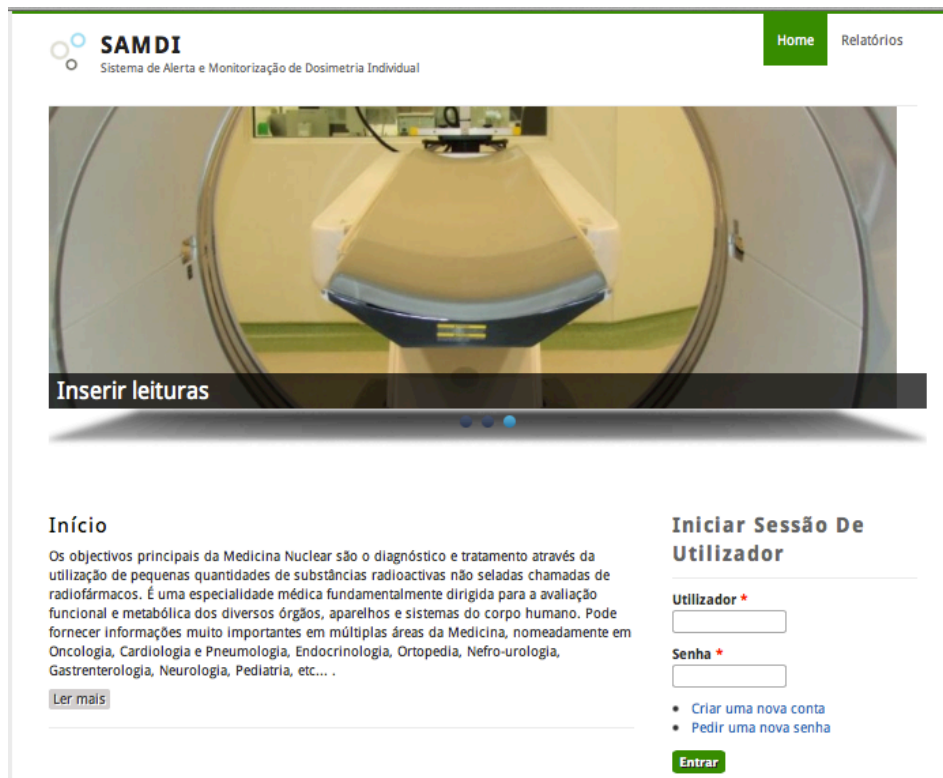 SAMDI
Sistema de Alerta e Monitorização de Dosimetria Individual
Home
Relatórios
Inserir leituras
Início
Os objectivos principais da Medicina Nuclear são o diagnóstico e tratamento através da
utilização de pequenas quantidades de substâncias radioactivas não seladas chamadas de
radiofármacos. É uma especialidade médica fundamentalmente dirigida para a avaliação
funcional e metabólica dos diversos órgãos, aparelhos e sistemas do corpo humano. Pode
fornecer informações muito importantes em múltiplas áreas da Medicina, nomeadamente em
Oncologia, Cardiologia e Pneumologia, Endocrinologia, Ortopedia, Nefro-urologia,
Gastrenterologia, Neurologia, Pediatria, etc... .
Ler mais
Iniciar Sessão De
Utilizador
Utilizador *
Senha *
Criar uma nova conta
Pedir uma nova senha
Entrar